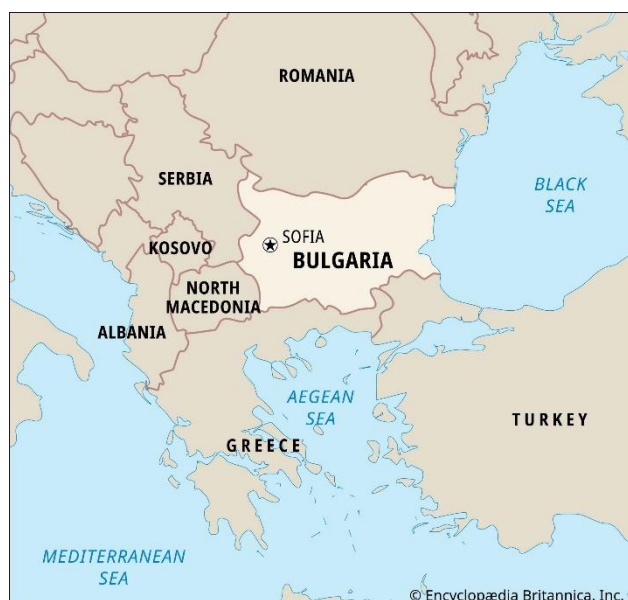 ROMANIA
SERBIA
BLACK
SEA
SOFIA
KOSOVO
BULGARIA
NORTH
MACEDONIA
ALBANIA
AEGEAN
SEA
TURKEY
GREECE
MEDITERRANEAN
SEA
© Encyclopædia Britannica, Inc.